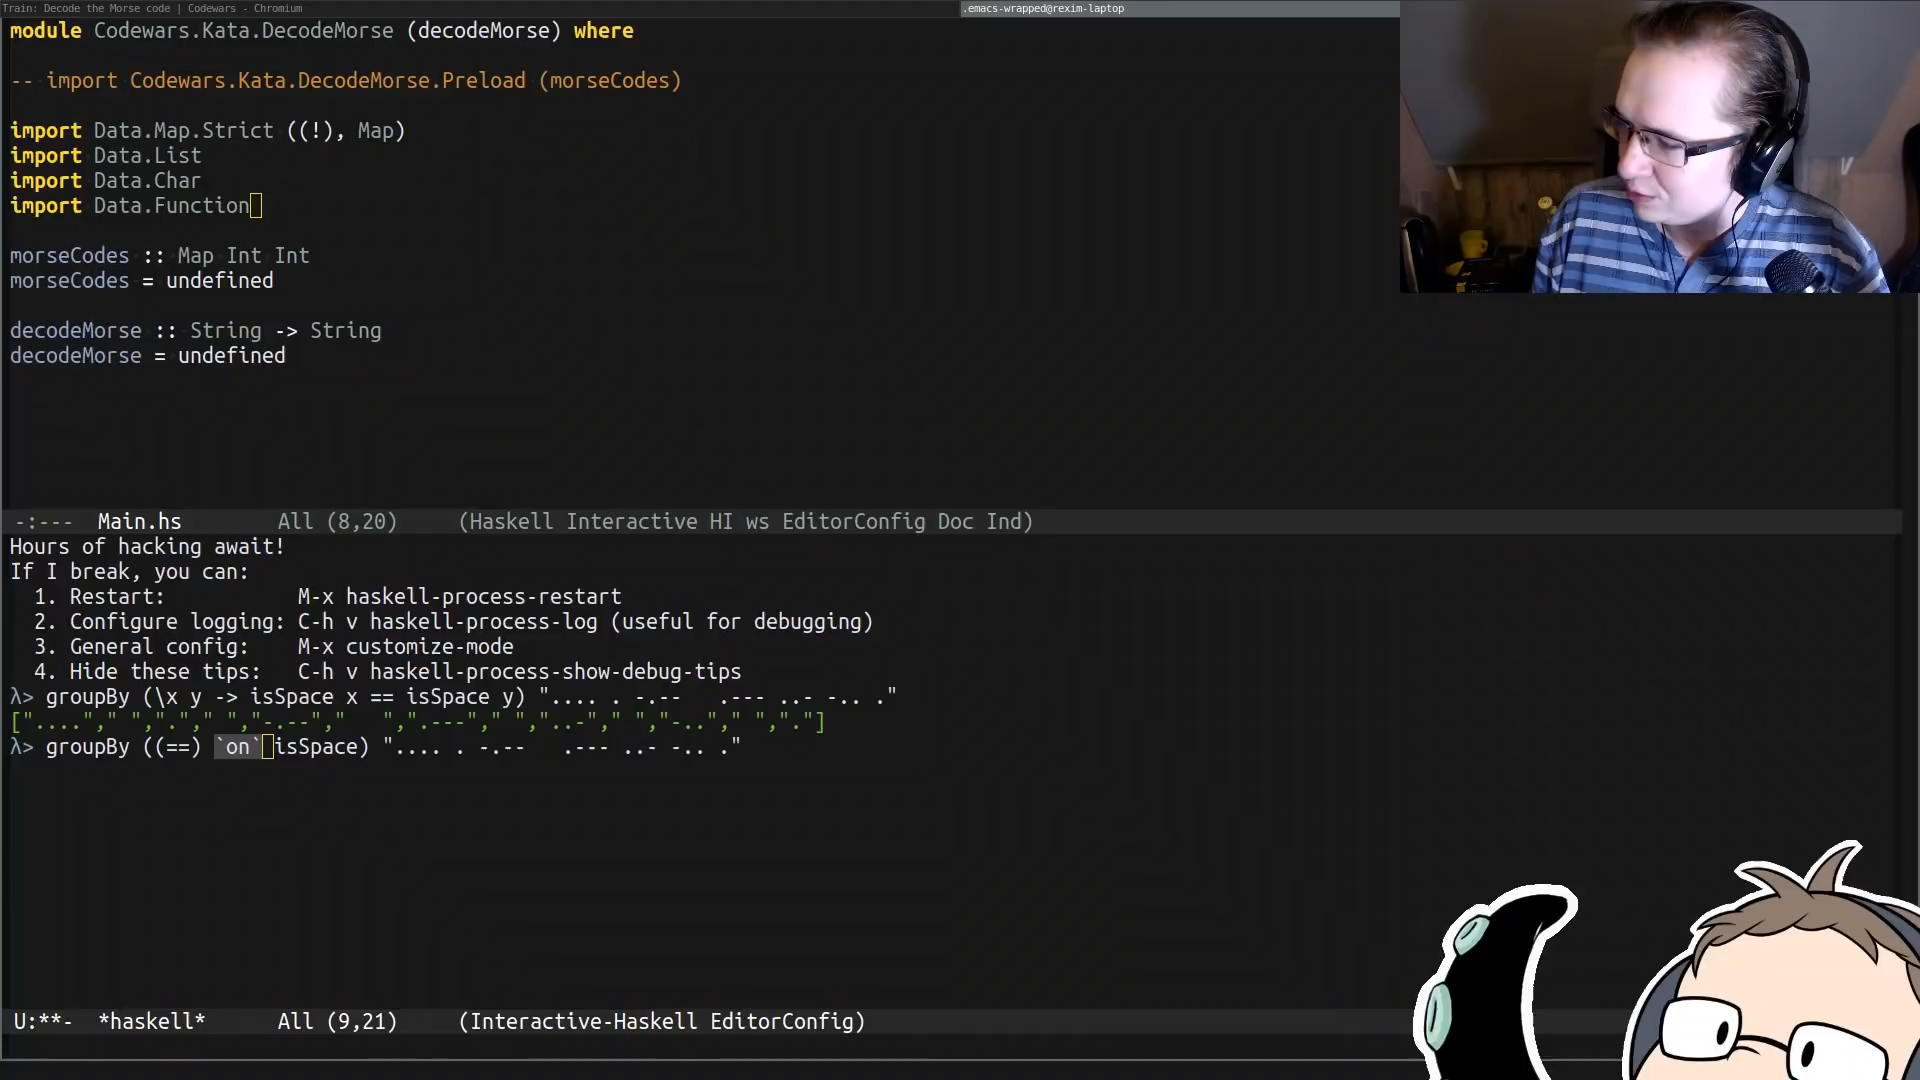 Train: Decode the Morse code | Codewars - Chromium
.emacs-wrapped@rexim-laptop
module Codewars.Kata.DecodeMorse (decodeMorse) where
-- import Codewars.Kata.DecodeMorse.Preload (morseCodes)
import Data.Map.Strict ((!), Map)
import Data.List
import Data.Char
import Data.Function
morseCodes :: Map Int Int
morseCodes = undefined
decodeMorse :: String -> String
decodeMorse = undefined
-:--- Main.hs All (8,20) (Haskell Interactive HI ws EditorConfig Doc Ind)
Hours of hacking await!
If I break, you can:
1. Restart: M-x haskell-process-restart
2. Configure logging: C-h v haskell-process-log (useful for debugging)
3. General config: M-x customize-mode
4. Hide these tips: C-h v haskell-process-show-debug-tips
λ> groupBy (\x y -> isSpace x == isSpace y) ".... . -.--   .--- ..- -.. ."
["...."," ","."," ","-.--","   ",".---"," ","..-"," ","-.."," ","."]
λ> groupBy ((==) `on` isSpace) ".... . -.--   .--- ..- -.. ."
U:**- *haskell* All (9,21) (Interactive-Haskell EditorConfig)